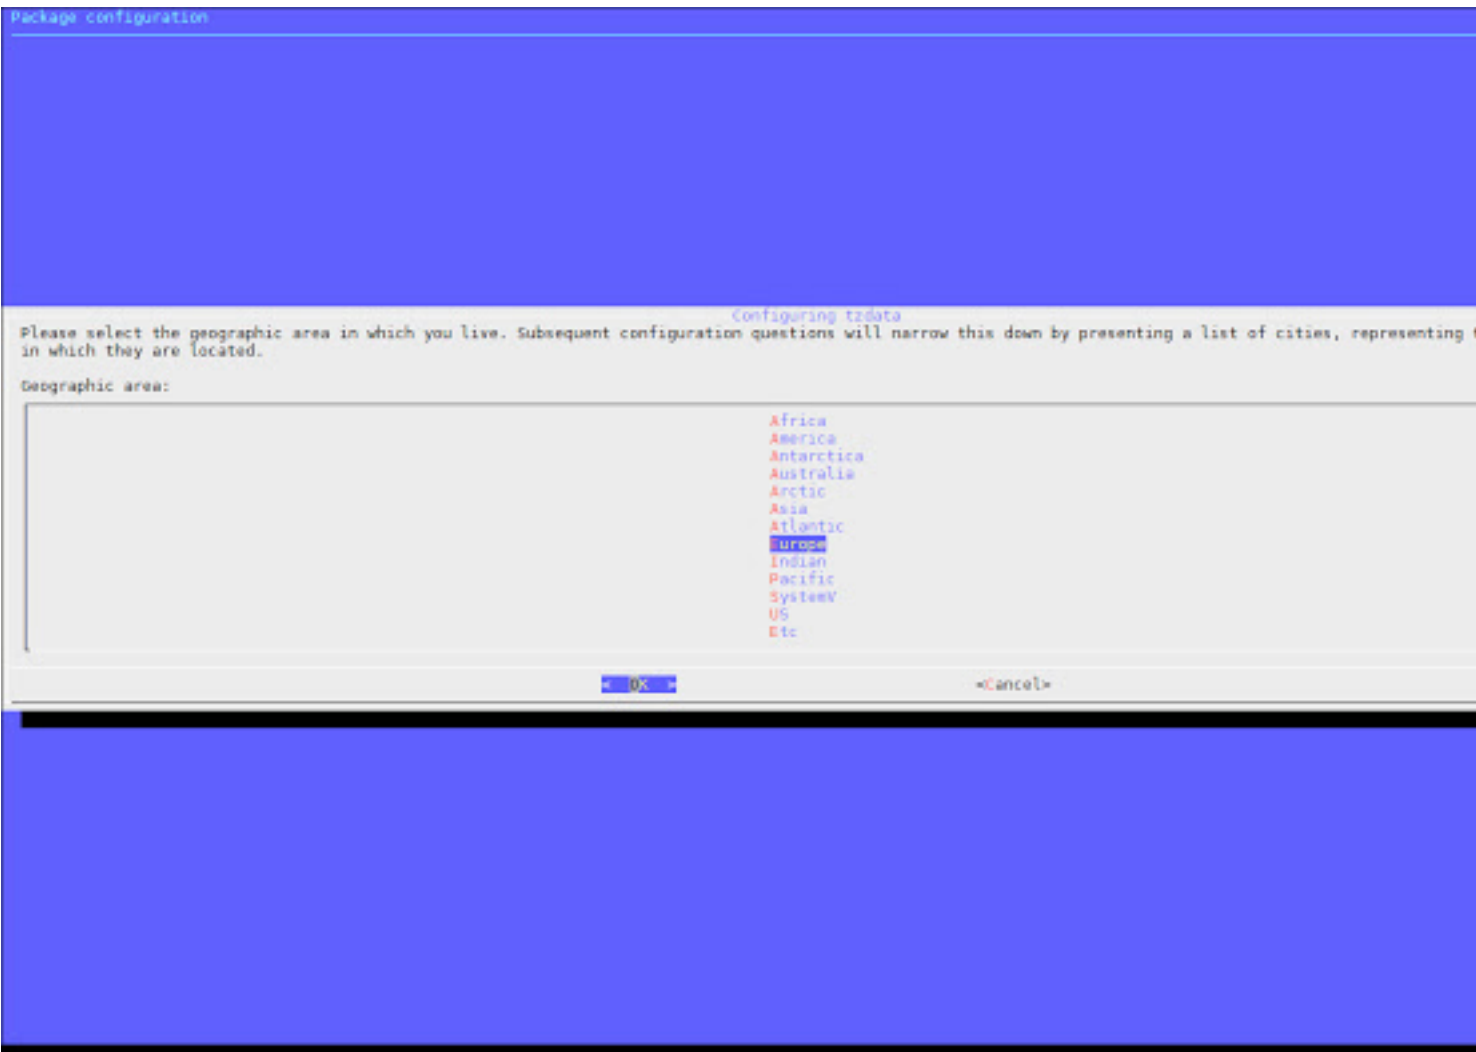 Package configuration
Configuring tzdata
Please select the geographic area in which you live. Subsequent configuration questions will narrow this down by presenting a list of cities, representing
in which they are located.
Geographic area:
Africa
America
Antarctica
Australia
Arctic
Asia
Atlantic
Europe
Indian
Pacific
SystemV
US
Etc
< Ok > <Cancel>